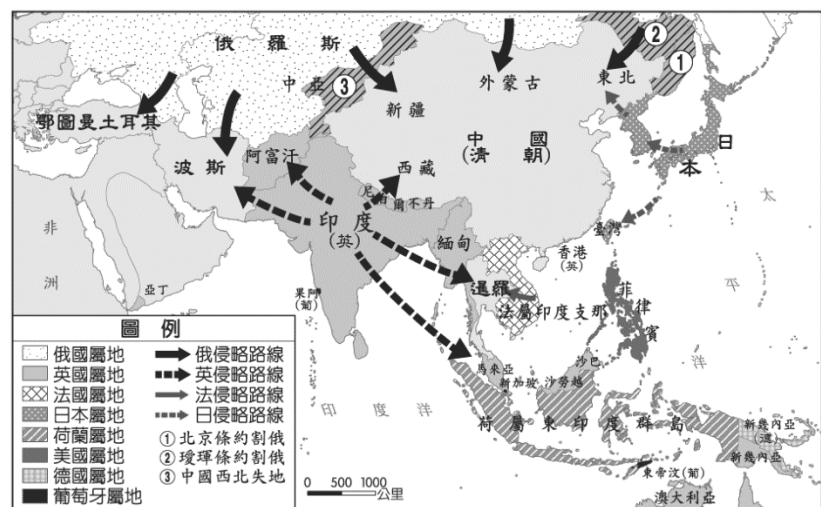 俄羅斯
②
①
東北
中亞
③
外蒙古
新疆
鄂圖曼土耳其
中國
(清朝)
日本
波斯
阿富汗
西藏
太平洋
尼泊爾
不丹
非洲
印度
(英)
緬甸
臺灣
香港
(英)
亞丁
果阿
(葡)
暹羅
法屬印度支那
菲律賓
圖例
俄國屬地
俄侵略路線
英國屬地
英侵略路線
法國屬地
法侵略路線
日本屬地
日侵略路線
荷蘭屬地
①北京條約割俄
美國屬地
②璦琿條約割俄
德國屬地
③中國西北失地
葡萄牙屬地
馬來亞
沙巴
新加坡
沙勞越
印度洋
荷屬東印度群島
新幾內亞
新幾內亞
東帝汶(葡)
澳大利亞
0 500 1000
公里